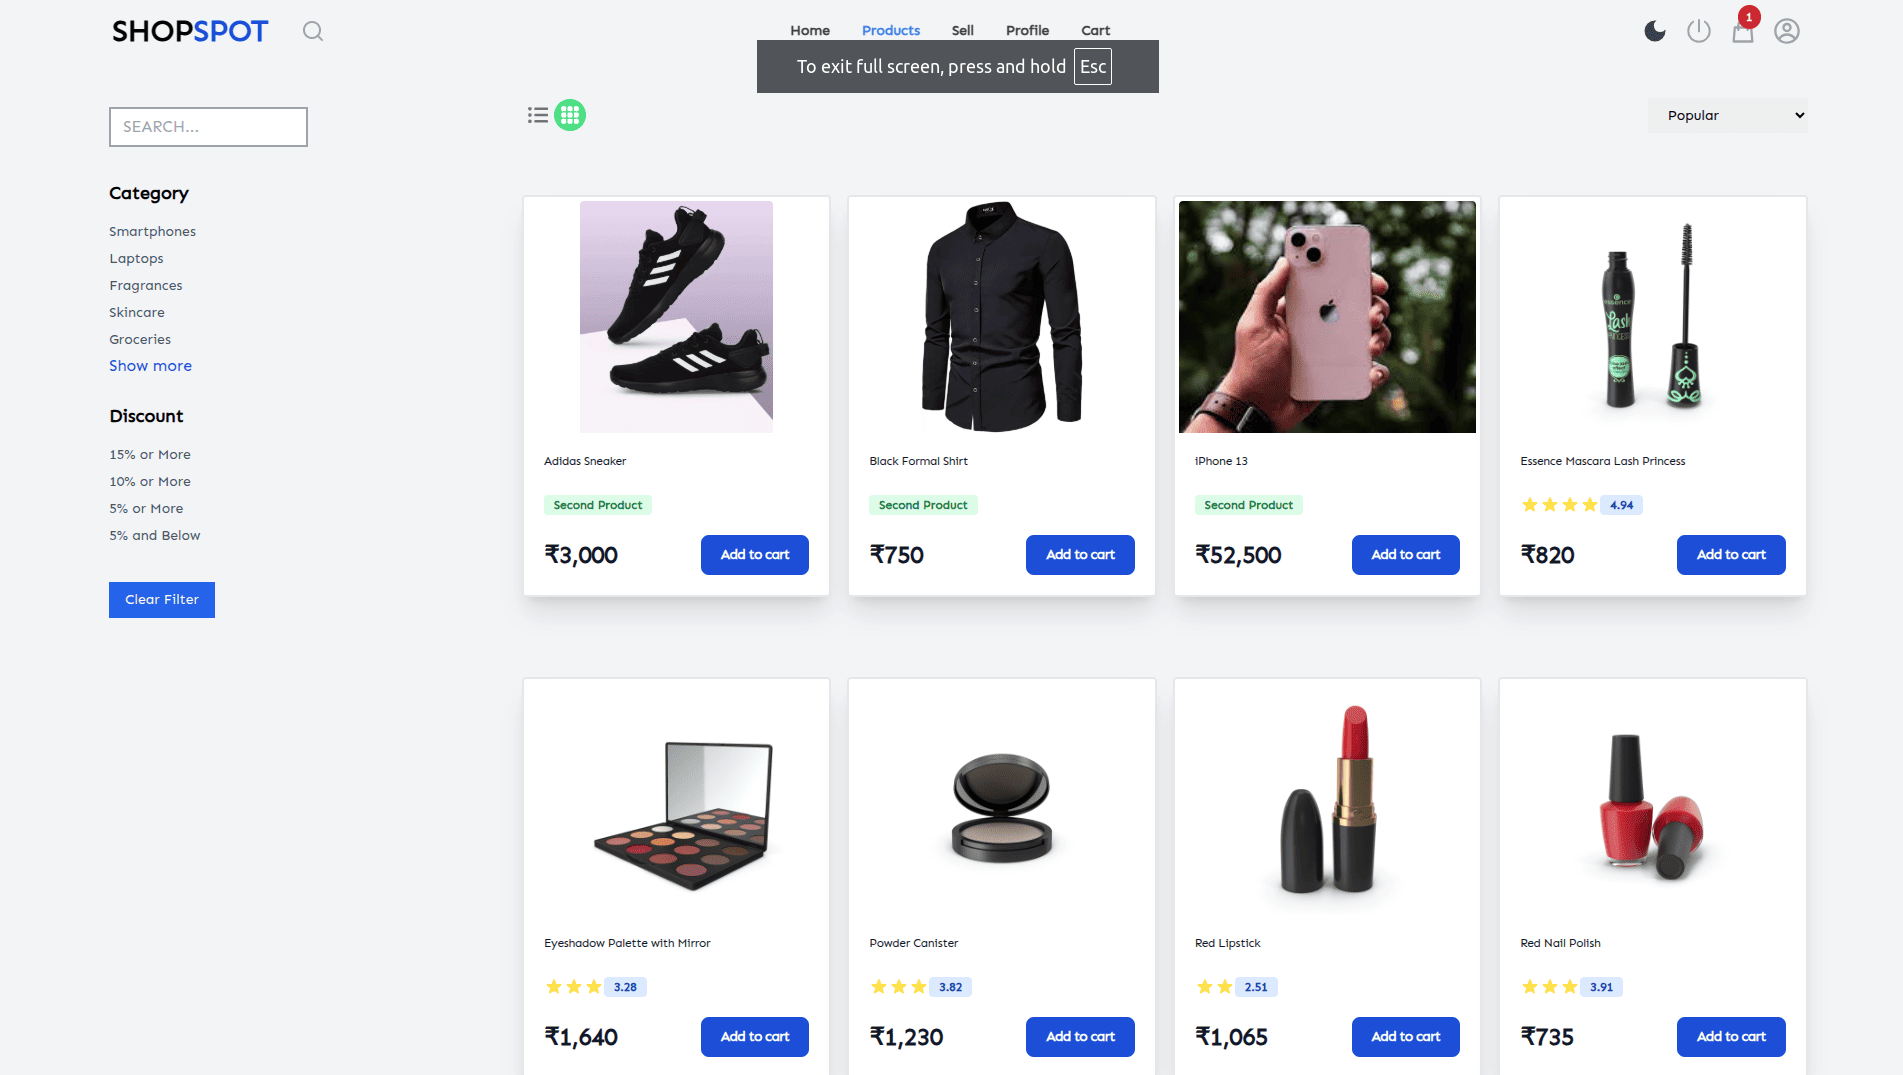 SHOPSPOT
Home Products Sell Profile Cart
1
To exit full screen, press and hold Esc
SEARCH...
Popular
Category
Smartphones
Laptops
Fragrances
Skincare
Groceries
Show more
Discount
15% or More
10% or More
5% or More
5% and Below
Clear Filter
Adidas Sneaker
Second Product
₹3,000 Add to cart
Black Formal Shirt
Second Product
₹750 Add to cart
iPhone 13
Second Product
₹52,500 Add to cart
essence
Lash
PRINCESS
Essence Mascara Lash Princess
4.94
₹820 Add to cart
Eyeshadow Palette with Mirror
3.28
₹1,640 Add to cart
Powder Canister
3.82
₹1,230 Add to cart
Red Lipstick
2.51
₹1,065 Add to cart
Red Nail Polish
3.91
₹735 Add to cart